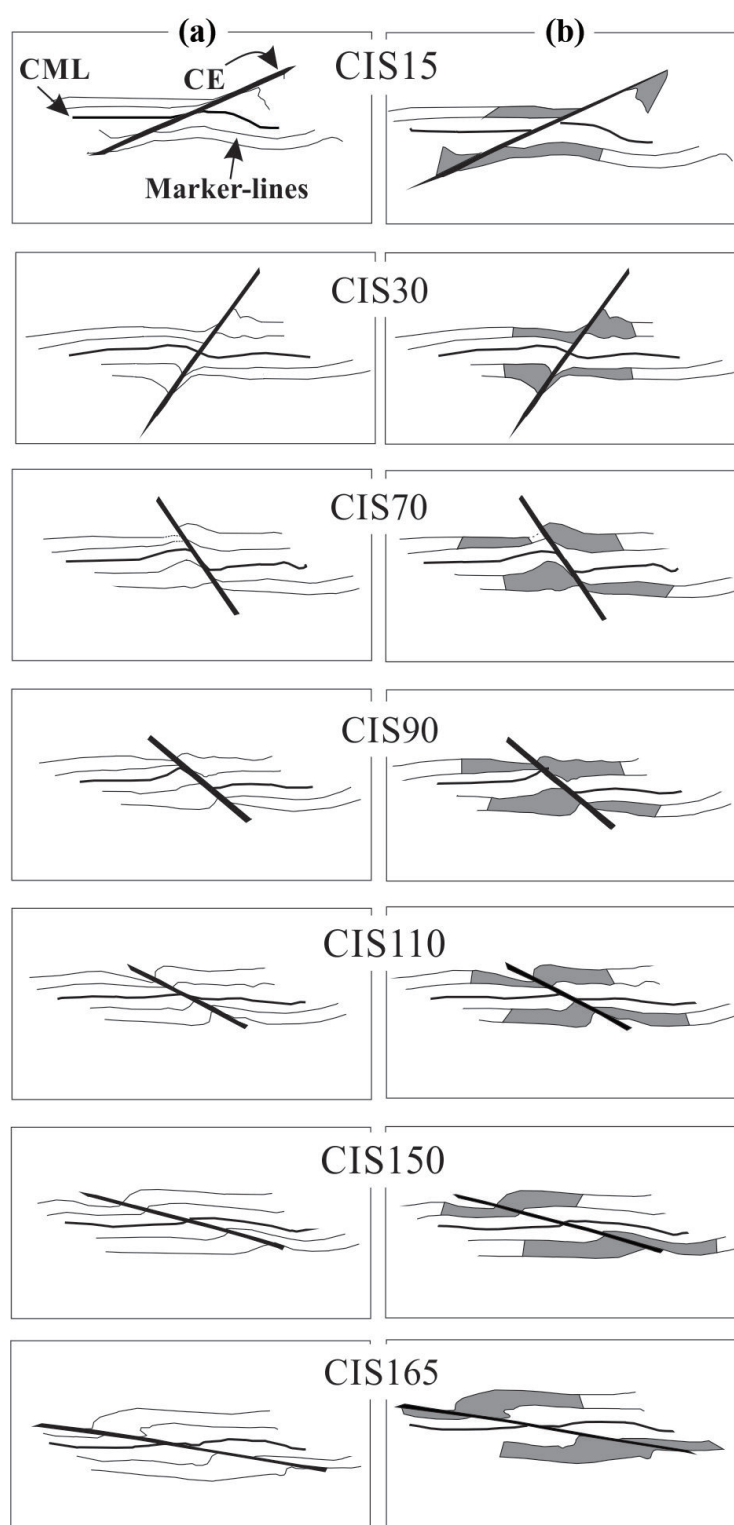 (a) (b)
CIS15
CML CE
Marker-lines
CIS30
CIS70
CIS90
CIS110
CIS150
CIS165